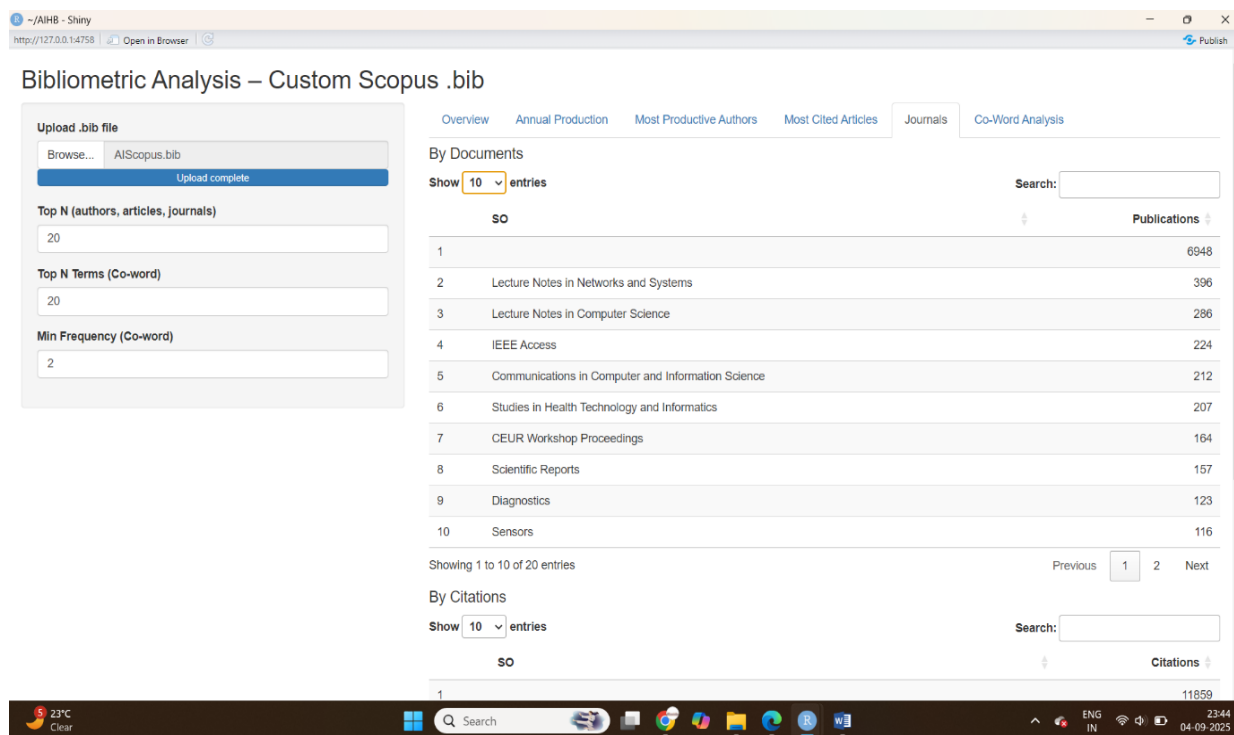 ~/AIHB - Shiny
http://127.0.0.1:4758 Open in Browser Publish
Bibliometric Analysis – Custom Scopus .bib
Upload .bib file
Browse... AIScopus.bib
Upload complete
Top N (authors, articles, journals)
20
Top N Terms (Co-word)
20
Min Frequency (Co-word)
2
Overview Annual Production Most Productive Authors Most Cited Articles Journals Co-Word Analysis
By Documents
Show 10 entries Search:
SO Publications
1 6948
2 Lecture Notes in Networks and Systems 396
3 Lecture Notes in Computer Science 286
4 IEEE Access 224
5 Communications in Computer and Information Science 212
6 Studies in Health Technology and Informatics 207
7 CEUR Workshop Proceedings 164
8 Scientific Reports 157
9 Diagnostics 123
10 Sensors 116
Showing 1 to 10 of 20 entries Previous 1 2 Next
By Citations
Show 10 entries Search:
SO Citations
1 11859
5 23°C
Clear
Search
ENG
IN
23:44
04-09-2025